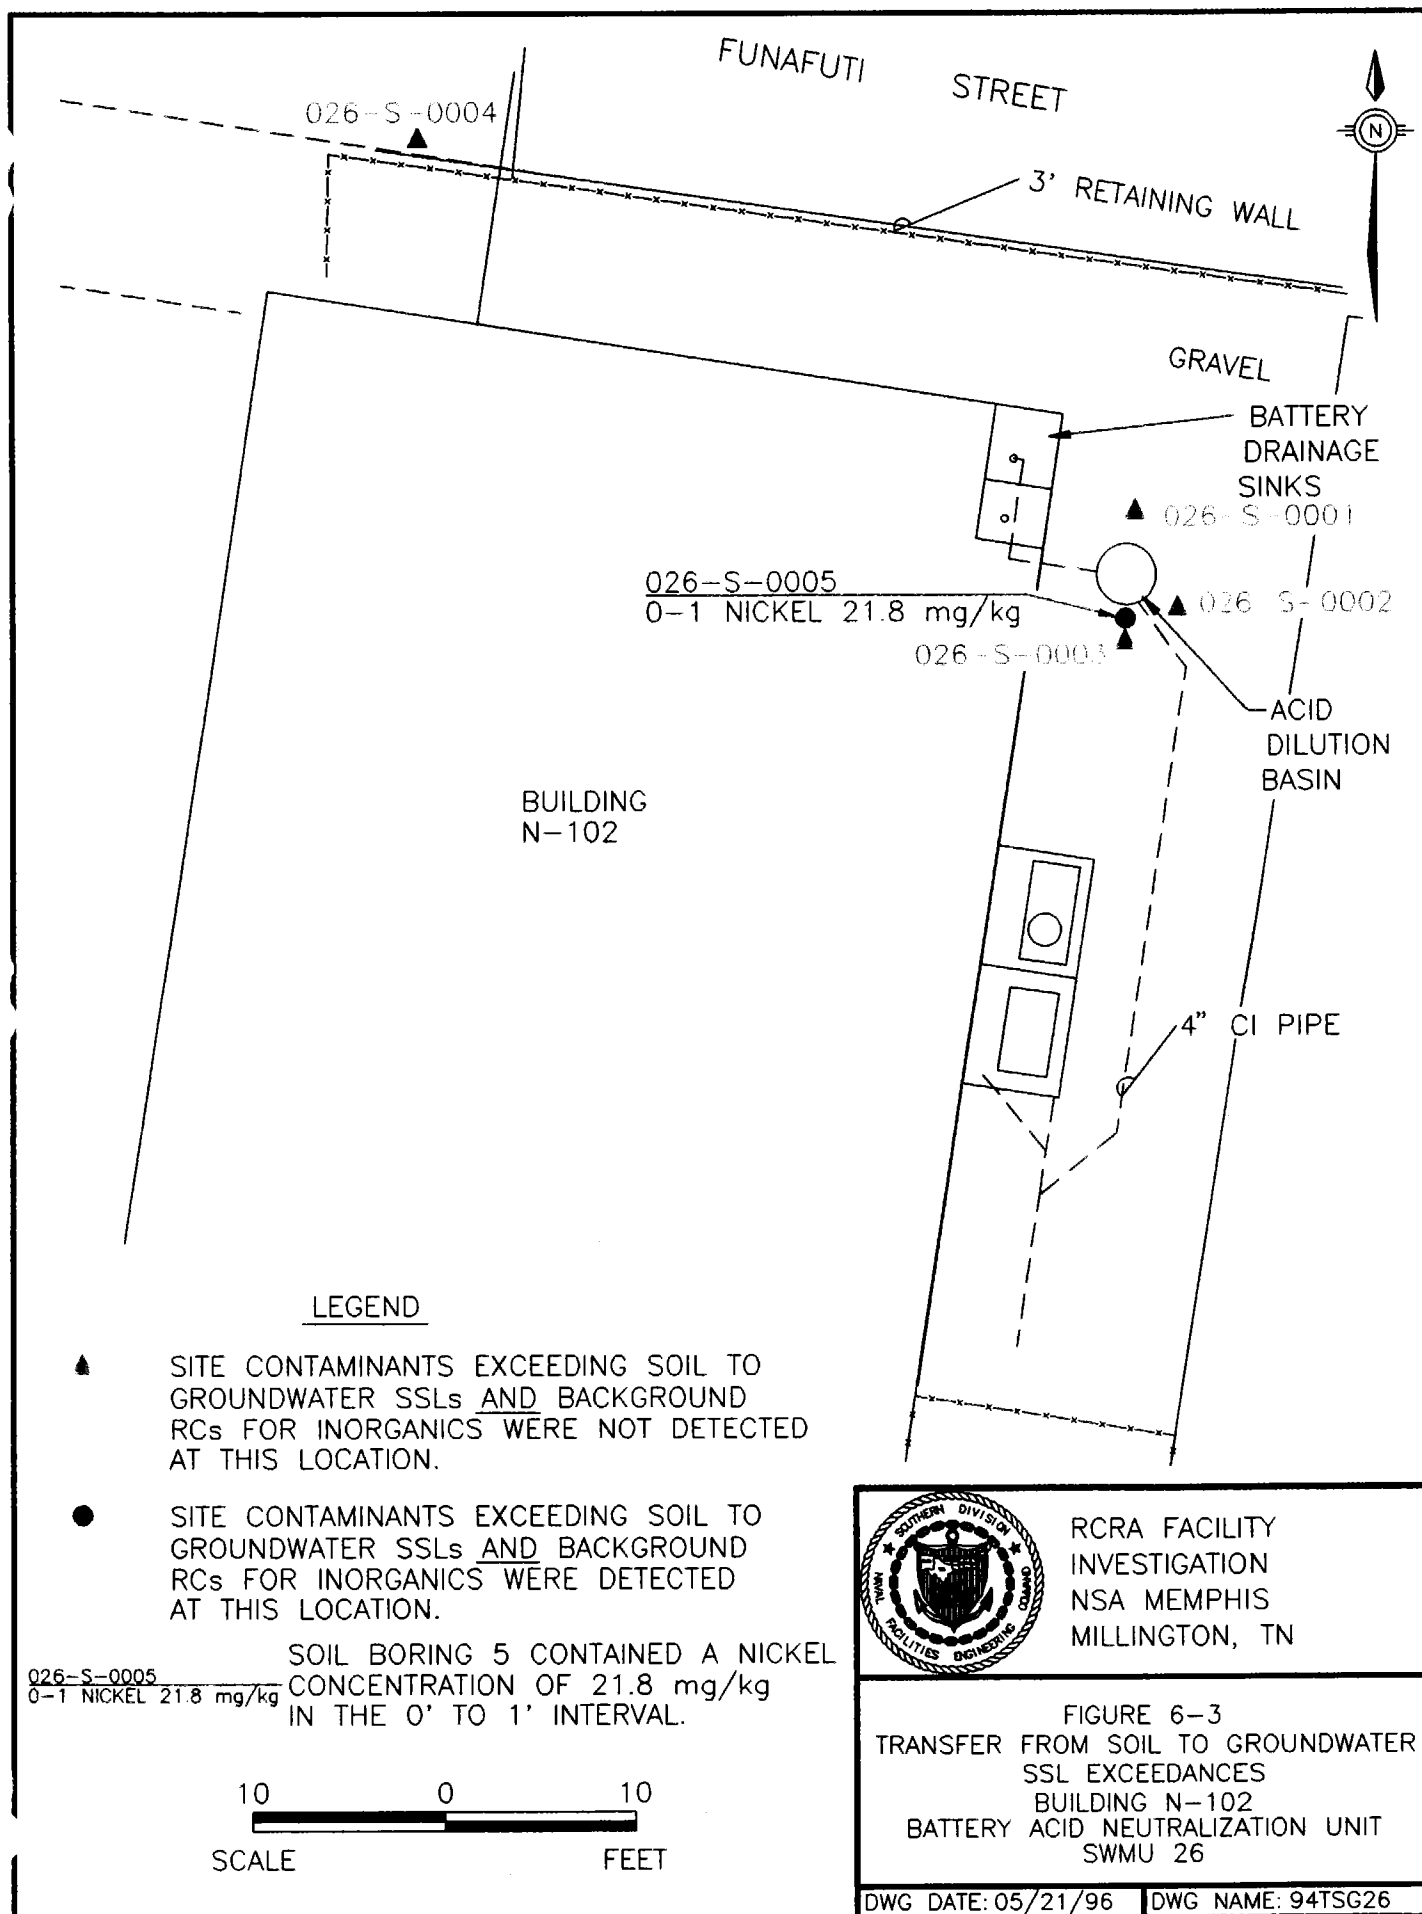 FUNAFUTI STREET
026-S-0004
N
3' RETAINING WALL
GRAVEL
BATTERY
DRAINAGE
SINKS
026-S-0001
026-S-0005
0-1 NICKEL 21.8 mg/kg
026 S-0002
026-S-0003
ACID
DILUTION
BASIN
BUILDING
N-102
4" CI PIPE
LEGEND
SITE CONTAMINANTS EXCEEDING SOIL TO
GROUNDWATER SSLs AND BACKGROUND
RCs FOR INORGANICS WERE NOT DETECTED
AT THIS LOCATION.
SITE CONTAMINANTS EXCEEDING SOIL TO
GROUNDWATER SSLs AND BACKGROUND
RCs FOR INORGANICS WERE DETECTED
AT THIS LOCATION.
026-S-0005
0-1 NICKEL 21.8 mg/kg
SOIL BORING 5 CONTAINED A NICKEL
CONCENTRATION OF 21.8 mg/kg
IN THE 0' TO 1' INTERVAL.
10 0 10
SCALE FEET
SOUTHERN DIVISION
NAVAL FACILITIES ENGINEERING COMMAND
RCRA FACILITY
INVESTIGATION
NSA MEMPHIS
MILLINGTON, TN
FIGURE 6-3
TRANSFER FROM SOIL TO GROUNDWATER
SSL EXCEEDANCES
BUILDING N-102
BATTERY ACID NEUTRALIZATION UNIT
SWMU 26
DWG DATE: 05/21/96
DWG NAME: 94TSG26